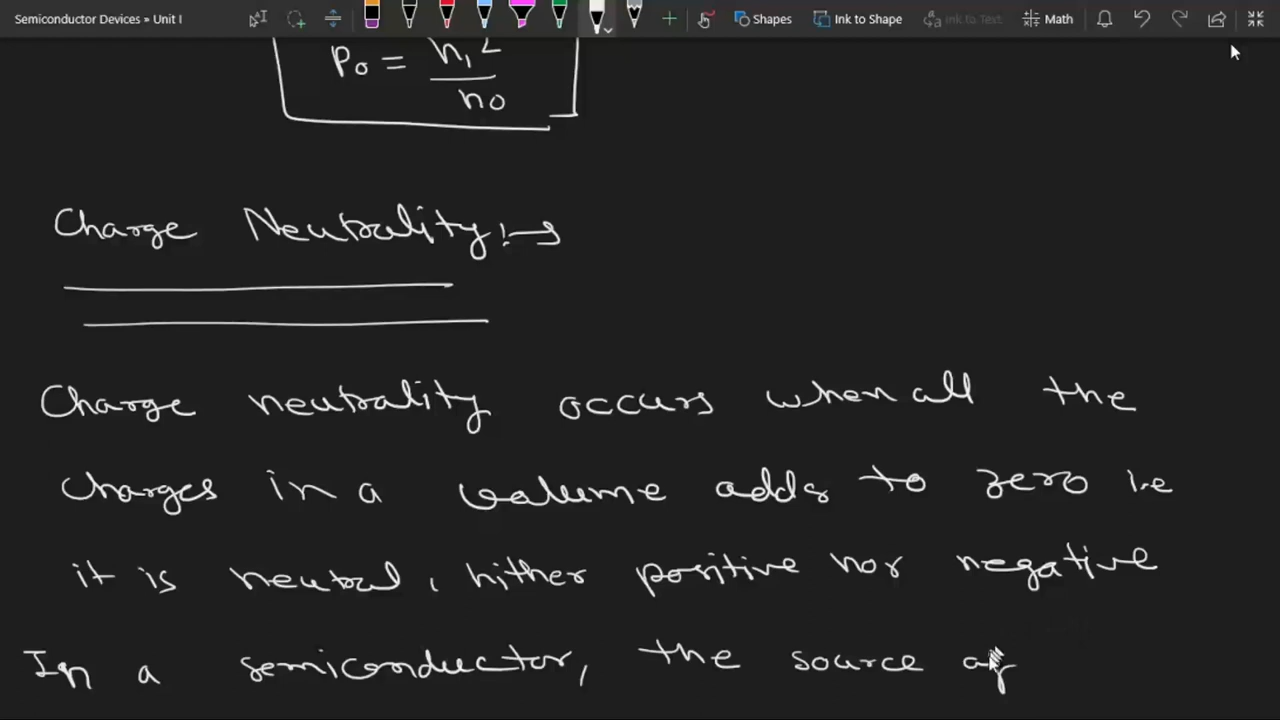 Semiconductor Devices » Unit I
Shapes
Ink to Shape
Ink to Text
Math
P₀ = nᵢ² / n₀
Charge Neutrality :→
Charge neutrality occurs when all the
charges in a volume adds to zero i.e
it is neutral, niether positive nor negative
In a semiconductor, the source of